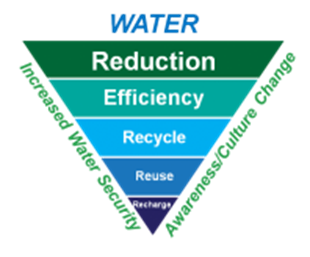 WATER
Reduction
Efficiency
Recycle
Reuse
Recharge
Increased Water Security
Awareness/Culture Change